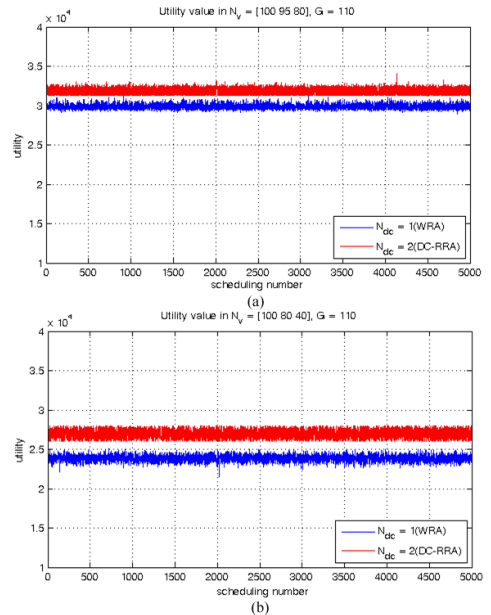 Utility value in N_v = [100 95 80], G = 110
× 10^4
4
3.5
3
2.5
2
1.5
1
utility
N_dc = 1(WRA)
N_dc = 2(DC-RRA)
0 500 1000 1500 2000 2500 3000 3500 4000 4500 5000
scheduling number
(a)
Utility value in N_v = [100 80 40], G = 110
× 10^4
4
3.5
3
2.5
2
1.5
1
utility
N_dc = 1(WRA)
N_dc = 2(DC-RRA)
0 500 1000 1500 2000 2500 3000 3500 4000 4500 5000
scheduling number
(b)